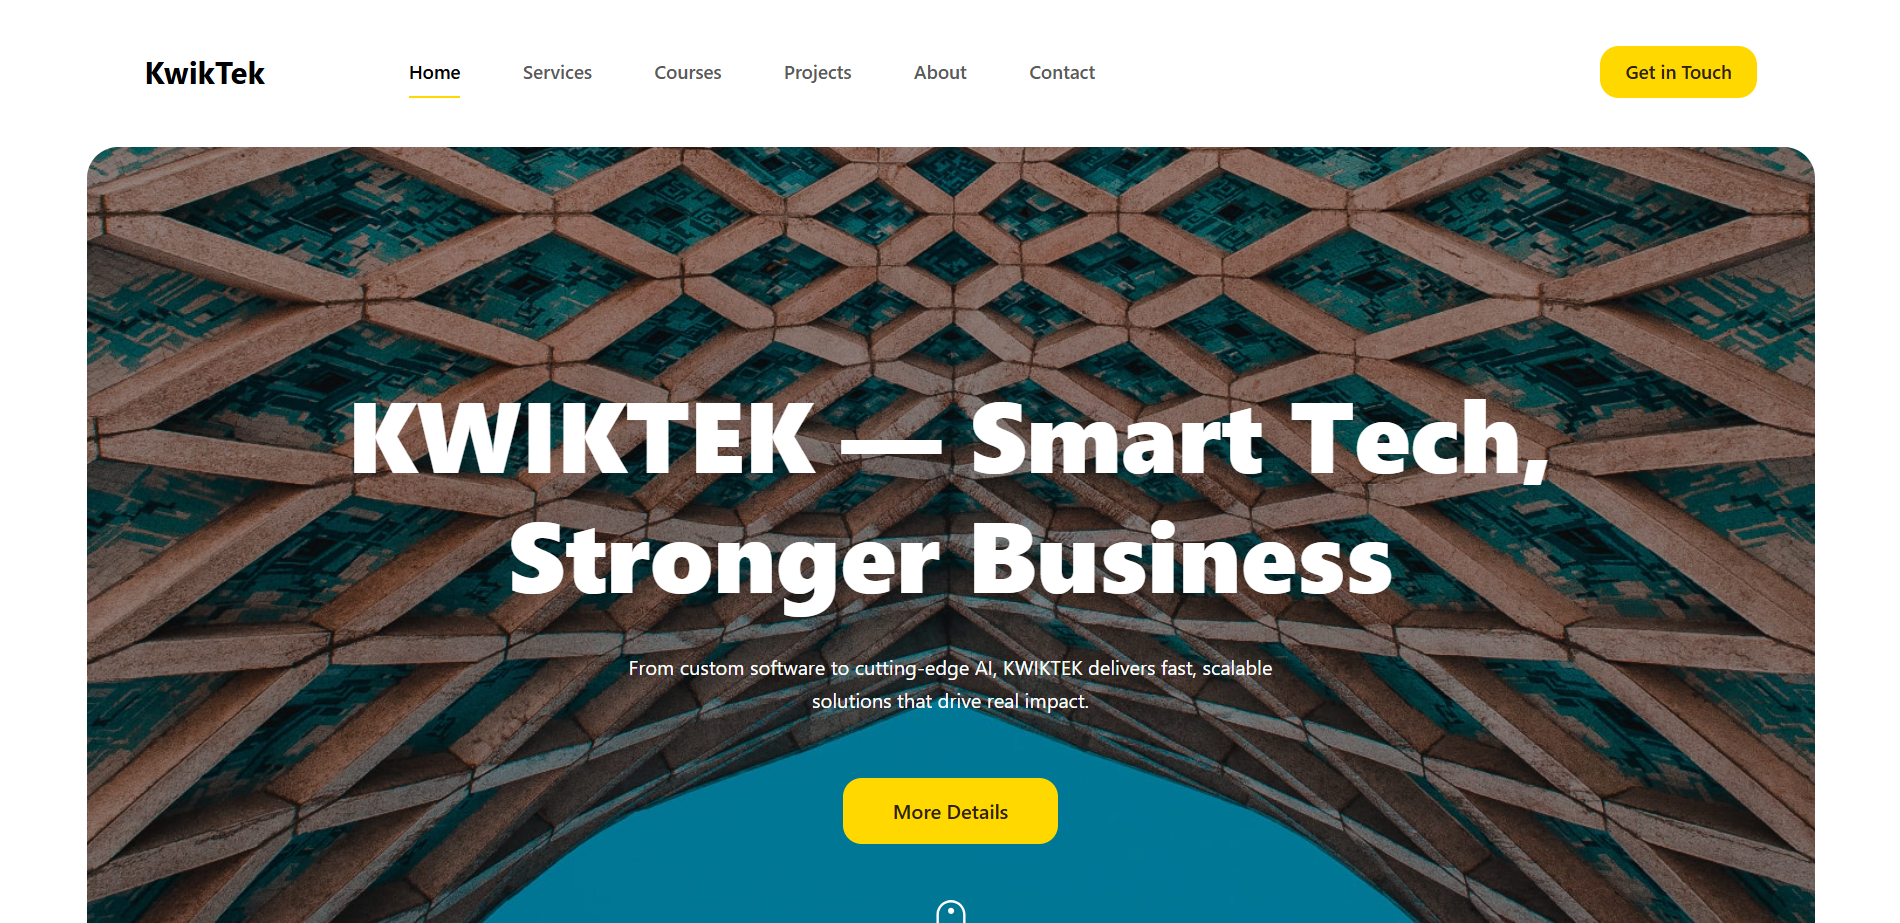 KwikTek
Home
Services
Courses
Projects
About
Contact
Get in Touch
KWIKTEK — Smart Tech,
Stronger Business
From custom software to cutting-edge AI, KWIKTEK delivers fast, scalable
solutions that drive real impact.
More Details